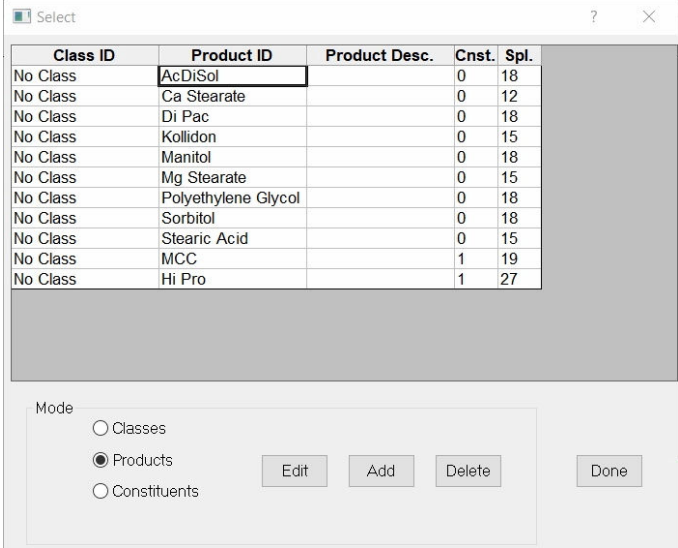 Select ?
Class ID Product ID Product Desc. Cnst. Spl.
No Class AcDiSol 0 18
No Class Ca Stearate 0 12
No Class Di Pac 0 18
No Class Kollidon 0 15
No Class Manitol 0 18
No Class Mg Stearate 0 15
No Class Polyethylene Glycol 0 18
No Class Sorbitol 0 18
No Class Stearic Acid 0 15
No Class MCC 1 19
No Class Hi Pro 1 27
Mode
Classes
Products Edit Add Delete Done
Constituents